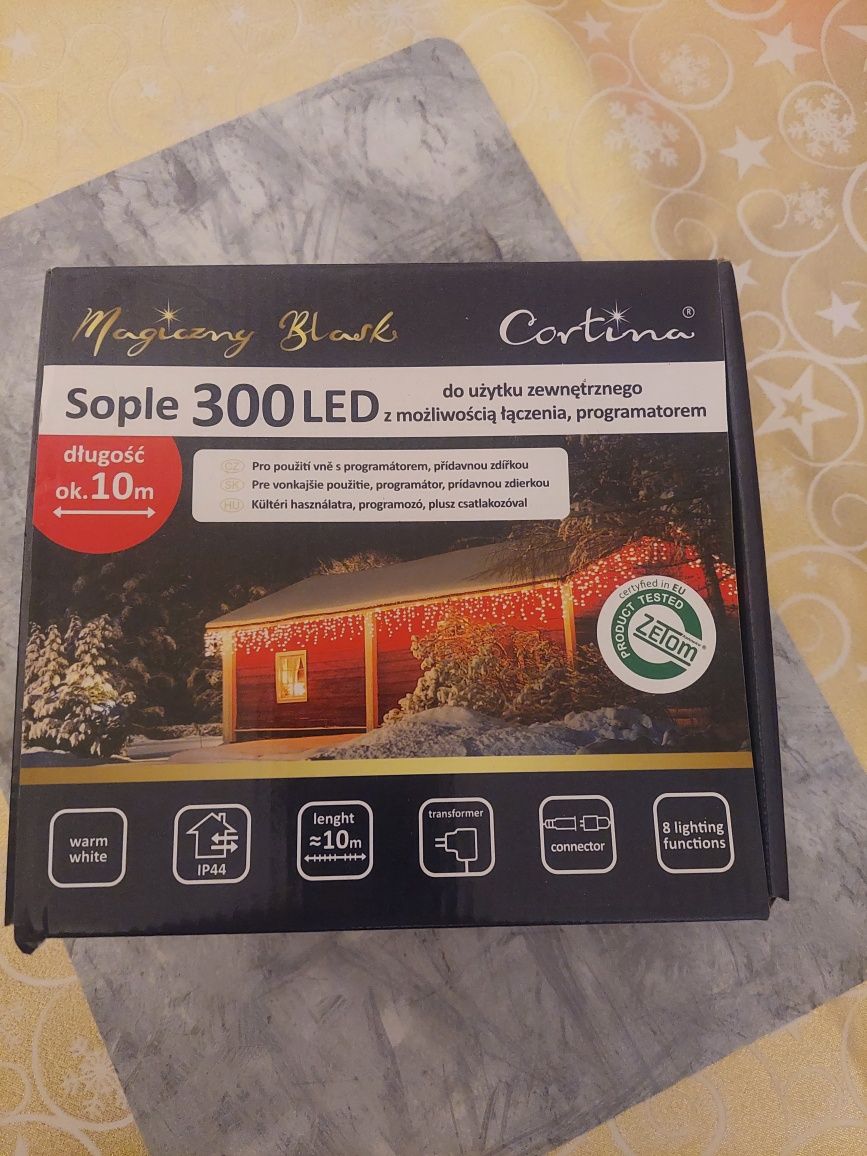 Magiczny Blask
Cortina®
Sople 300 LED
do użytku zewnętrznego
z możliwością łączenia, programatorem
długość
ok. 10m
CZ Pro použití vně s programátorem, přídavnou zdířkou
SK Pre vonkajšie použitie, programátor, prídavnou zdierkou
HU Kültéri használatra, programozó, plusz csatlakozóval
certyfied in EU
PRODUCT TESTED
ZETOM
warm
white
IP44
lenght
≈10m
transformer
connector
8 lighting
functions